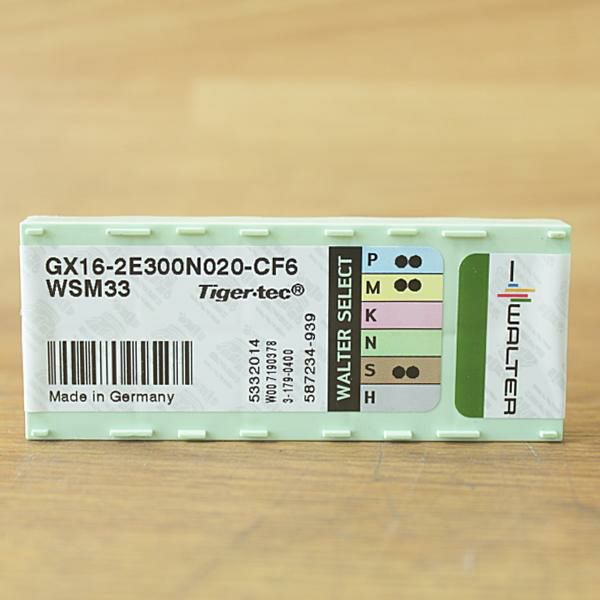 GX16-2E300N020-CF6
WSM33
Tiger·tec®
Made in Germany
5332014
W00 7190378
3-179-0400
587234-939
WALTER SELECT
P
M
K
N
S
H
WALTER